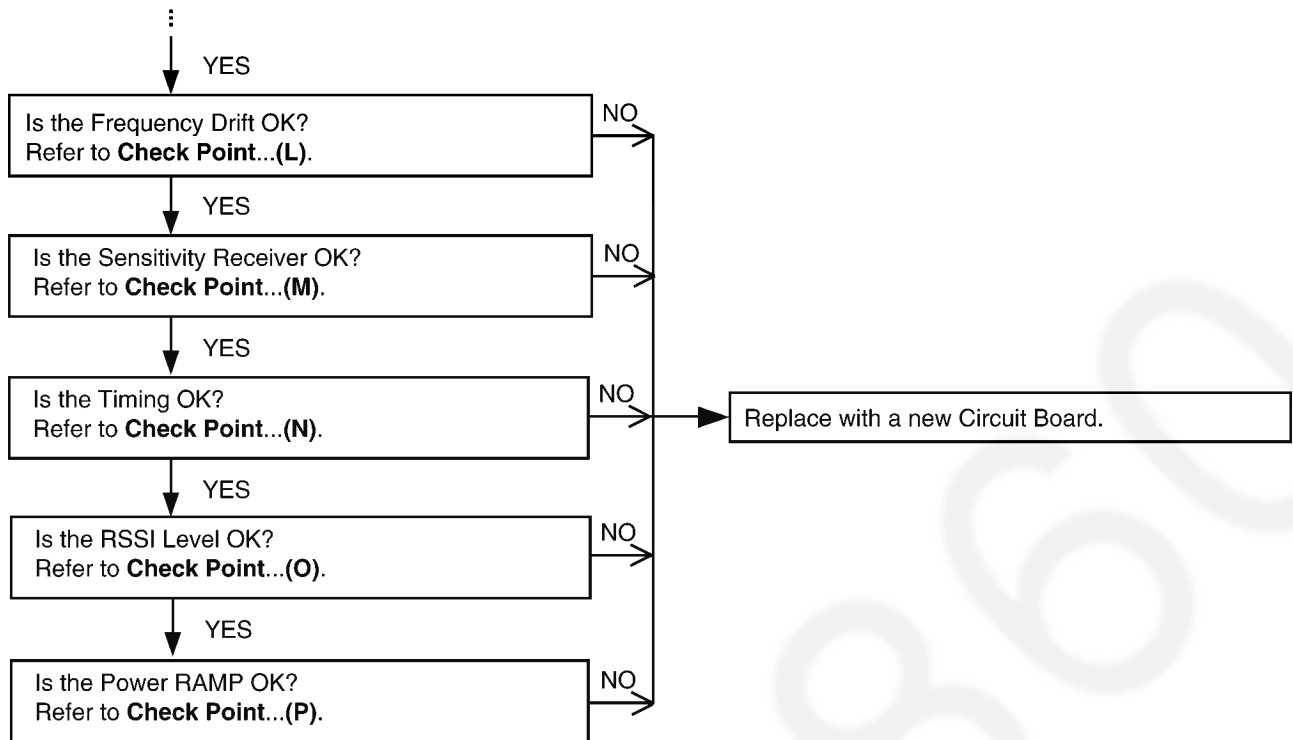 ⋮
YES
Is the Frequency Drift OK?
Refer to Check Point...(L).
NO
YES
Is the Sensitivity Receiver OK?
Refer to Check Point...(M).
NO
YES
Is the Timing OK?
Refer to Check Point...(N).
NO
Replace with a new Circuit Board.
YES
Is the RSSI Level OK?
Refer to Check Point...(O).
NO
YES
Is the Power RAMP OK?
Refer to Check Point...(P).
NO
860